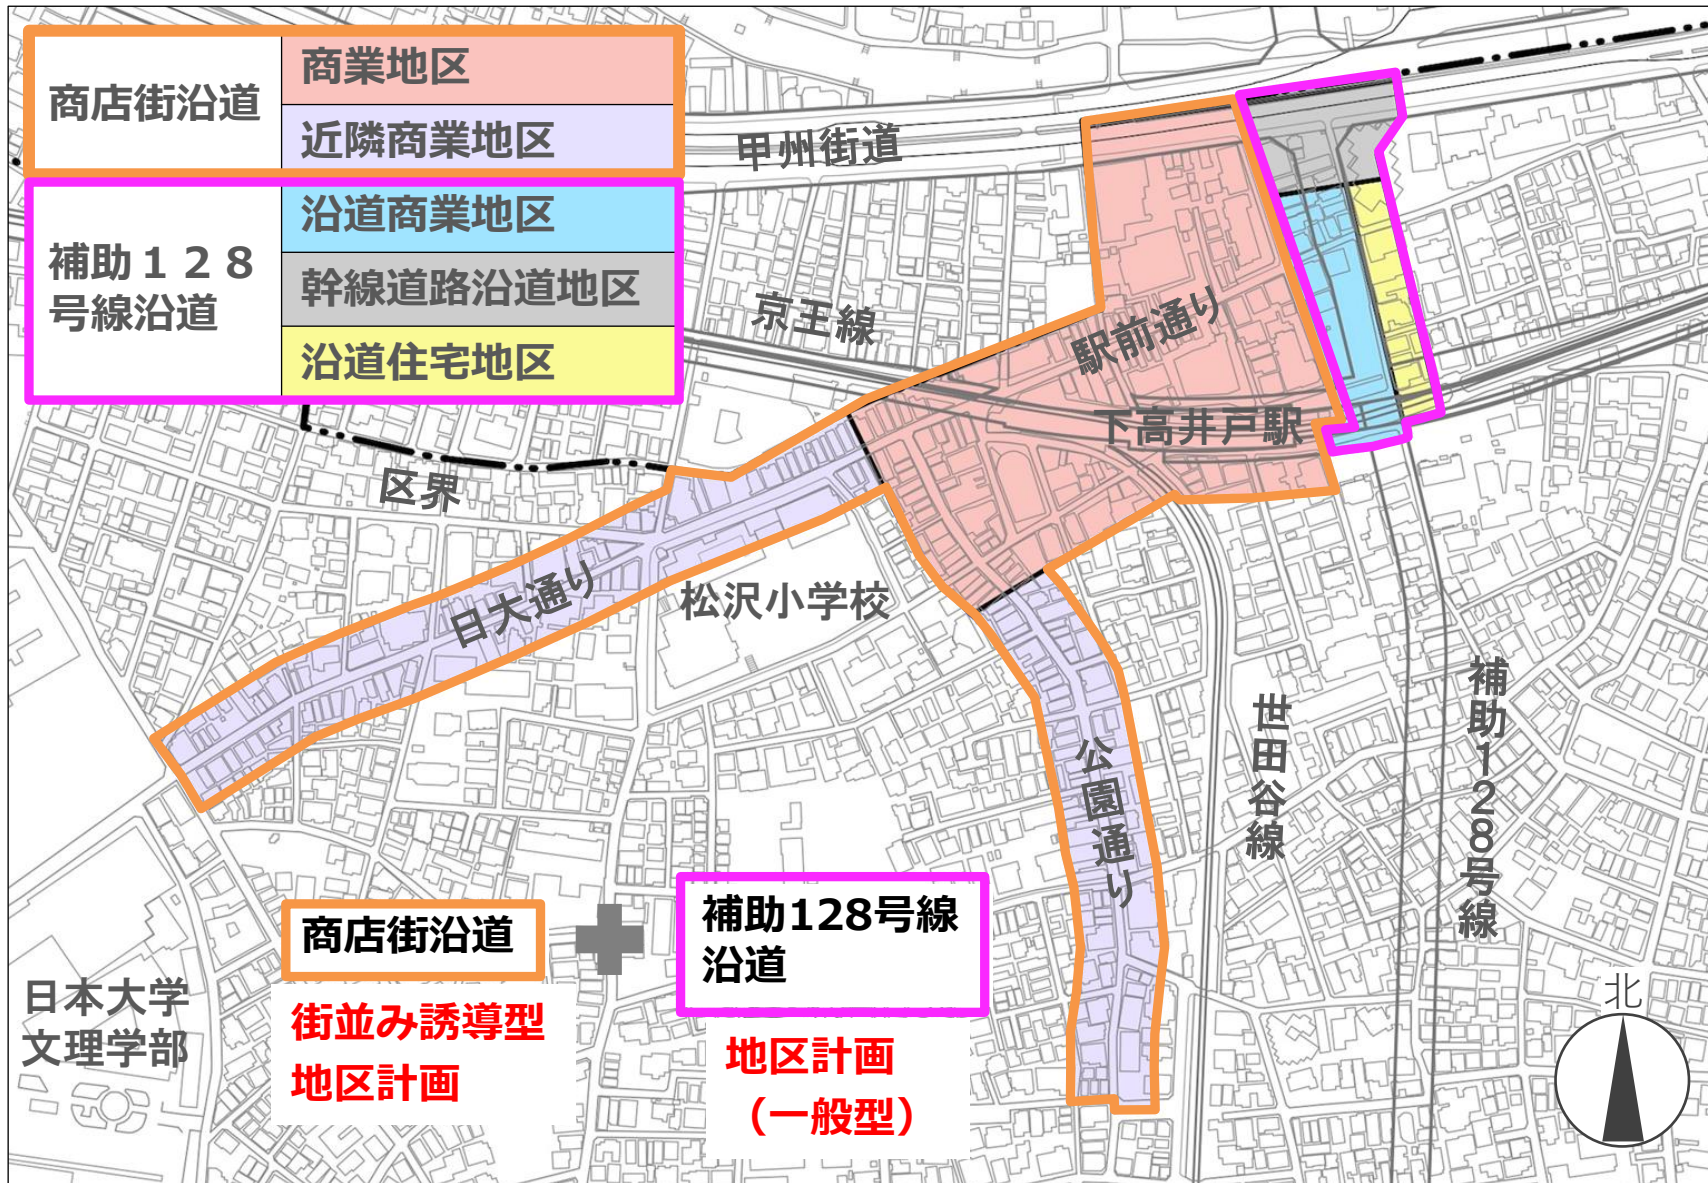 商店街沿道
商業地区
近隣商業地区
補助１２８
号線沿道
沿道商業地区
幹線道路沿道地区
沿道住宅地区
甲州街道
京王線
駅前通り
下高井戸駅
区界
日大通り
松沢小学校
公園通り
世田谷線
補助128号線
商店街沿道
街並み誘導型
地区計画
補助128号線
沿道
地区計画
（一般型）
日本大学
文理学部
北